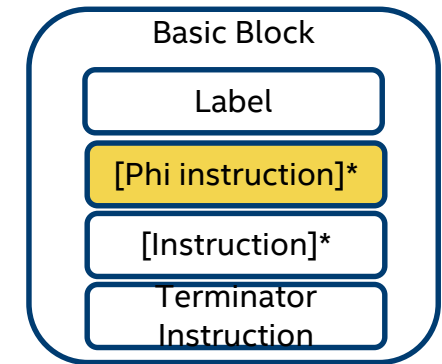 Basic Block
Label
[Phi instruction]*
[Instruction]*
Terminator
Instruction